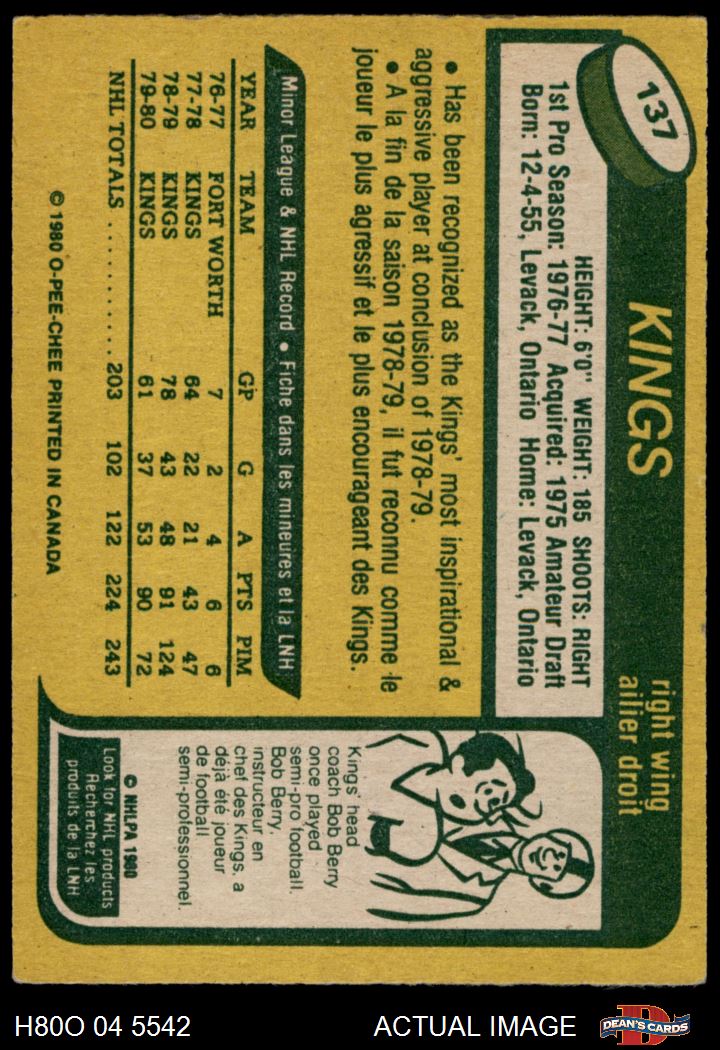 137
KINGS
right wing
ailier droit
HEIGHT: 6'0" WEIGHT: 185 SHOOTS: RIGHT
1st Pro Season: 1976-77 Acquired: 1975 Amateur Draft
Born: 12-4-55, Levack, Ontario Home: Levack, Ontario
• Has been recognized as the Kings' most inspirational &
aggressive player at conclusion of 1978-79.
• A la fin de la saison 1978-79, il fut reconnu comme le
joueur le plus agressif et le plus encourageant des Kings.
Minor League & NHL Record • Fiche dans les mineures et la LNH
YEAR TEAM GP G A PTS PIM
76-77 FORT WORTH 7 2 4 6 6
77-78 KINGS 64 22 21 43 47
78-79 KINGS 78 43 48 91 124
79-80 KINGS 61 37 53 90 72
NHL TOTALS .......... 203 102 122 224 243
© 1980 O-PEE-CHEE PRINTED IN CANADA
Kings' head
coach Bob Berry
once played
semi-pro football.
Bob Berry,
instructeur en
chef des Kings, a
déjà été joueur
de football
semi-professionnel.
© NHLPA 1980
Look for NHL products
Recherchez les
produits de la LNH
H80O 04 5542
ACTUAL IMAGE
D
DEAN'S CARDS